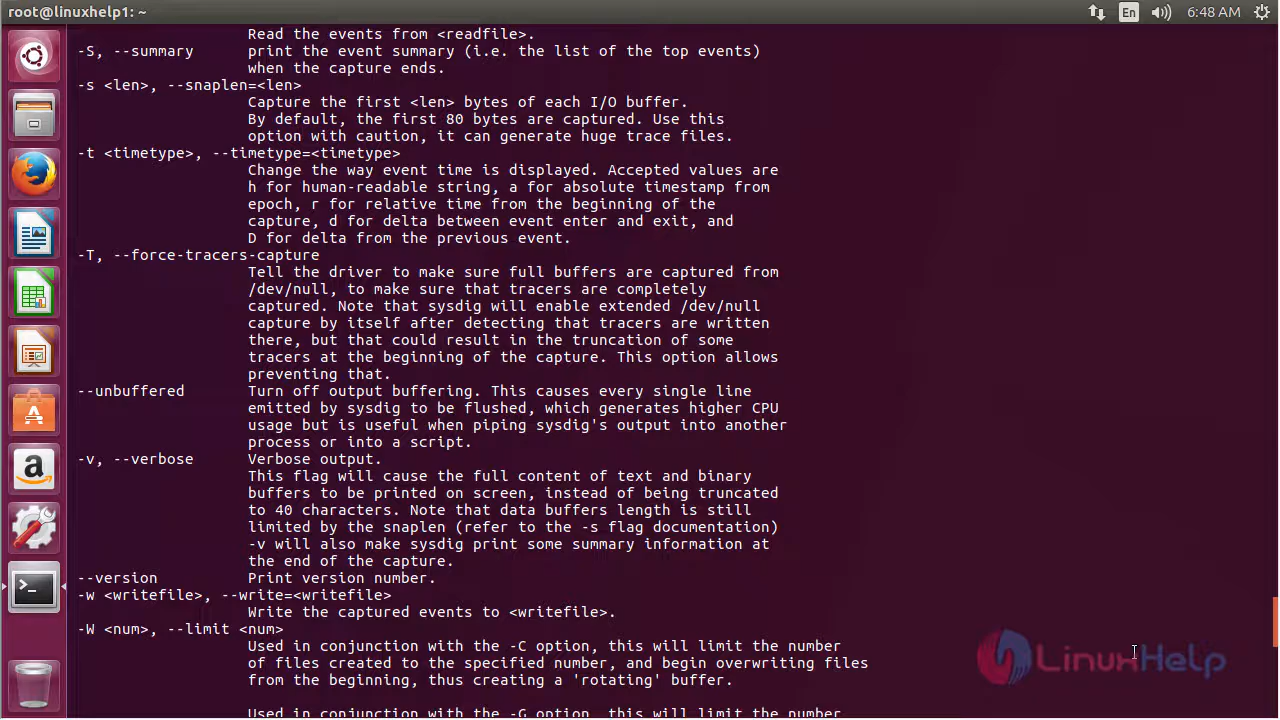 root@linuxhelp1: ~
En
6:48 AM
Read the events from <readfile>.
-S, --summary print the event summary (i.e. the list of the top events)
when the capture ends.
-s <len>, --snaplen=<len>
Capture the first <len> bytes of each I/O buffer.
By default, the first 80 bytes are captured. Use this
option with caution, it can generate huge trace files.
-t <timetype>, --timetype=<timetype>
Change the way event time is displayed. Accepted values are
h for human-readable string, a for absolute timestamp from
epoch, r for relative time from the beginning of the
capture, d for delta between event enter and exit, and
D for delta from the previous event.
-T, --force-tracers-capture
Tell the driver to make sure full buffers are captured from
/dev/null, to make sure that tracers are completely
captured. Note that sysdig will enable extended /dev/null
capture by itself after detecting that tracers are written
there, but that could result in the truncation of some
tracers at the beginning of the capture. This option allows
preventing that.
--unbuffered Turn off output buffering. This causes every single line
emitted by sysdig to be flushed, which generates higher CPU
usage but is useful when piping sysdig's output into another
process or into a script.
-v, --verbose Verbose output.
This flag will cause the full content of text and binary
buffers to be printed on screen, instead of being truncated
to 40 characters. Note that data buffers length is still
limited by the snaplen (refer to the -s flag documentation)
-v will also make sysdig print some summary information at
the end of the capture.
--version Print version number.
-w <writefile>, --write=<writefile>
Write the captured events to <writefile>.
-W <num>, --limit <num>
Used in conjunction with the -C option, this will limit the number
of files created to the specified number, and begin overwriting files
from the beginning, thus creating a 'rotating' buffer.
Used in conjunction with the -G option, this will limit the number
LinuxHelp